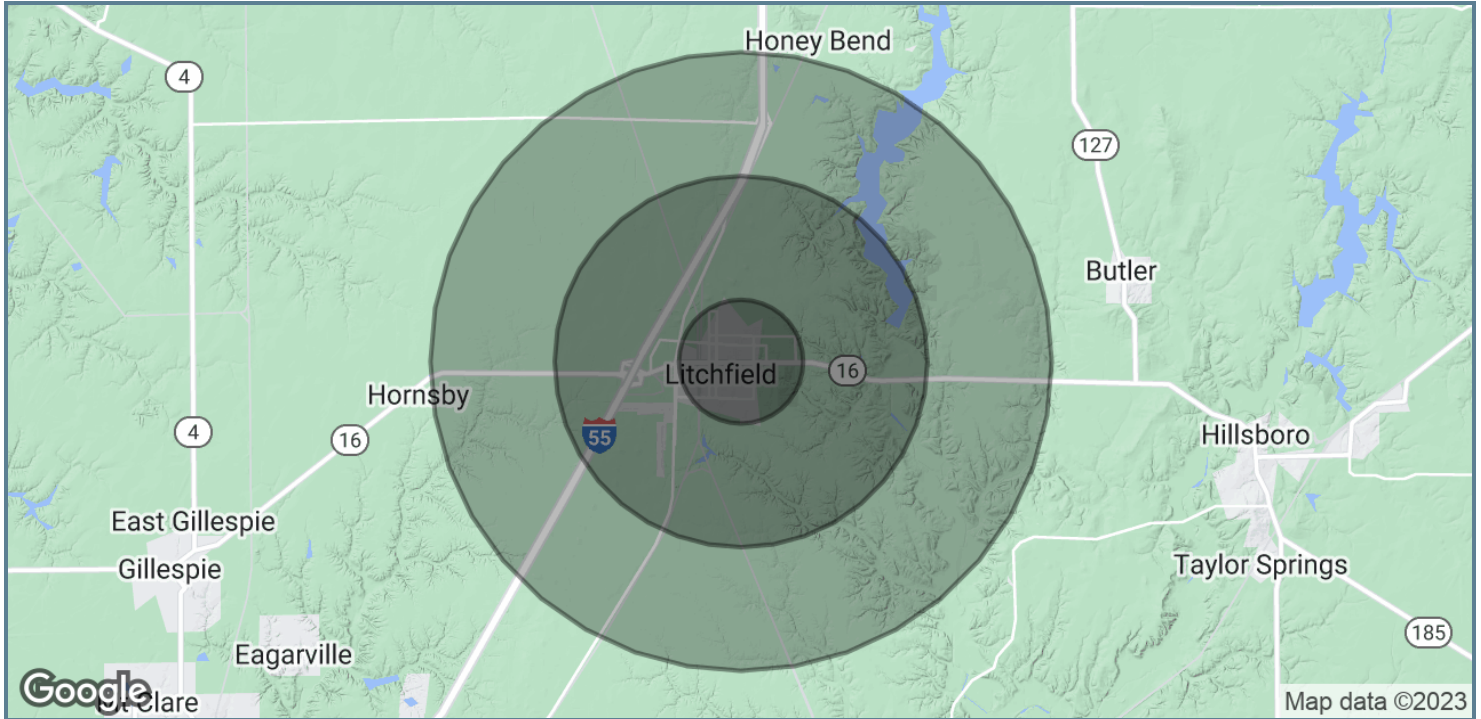 Honey Bend
4
127
Butler
Litchfield
16
Hornsby
4
16
55
Hillsboro
East Gillespie
Gillespie
Taylor Springs
185
Eagarville
Google
Clare
Map data ©2023